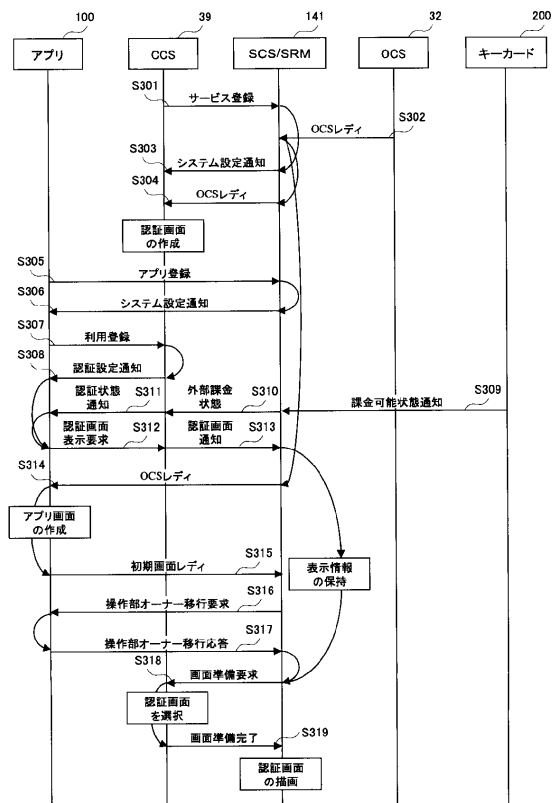 100
39
141
32
200
アプリ
CCS
SCS/SRM
OCS
キーカード
S301
サービス登録
S302
OCSレディ
S303
システム設定通知
S304
OCSレディ
認証画面
の作成
S305
アプリ登録
S306
システム設定通知
S307
利用登録
S308
認証設定通知
S309
課金可能状態通知
S310
外部課金
状態
S311
認証状態
通知
S312
認証画面
表示要求
S313
認証画面
通知
S314
OCSレディ
アプリ画面
の作成
S315
初期画面レディ
表示情報
の保持
S316
操作部オーナー移行要求
S317
操作部オーナー移行応答
S318
画面準備要求
認証画面
を選択
S319
画面準備完了
認証画面
の描画